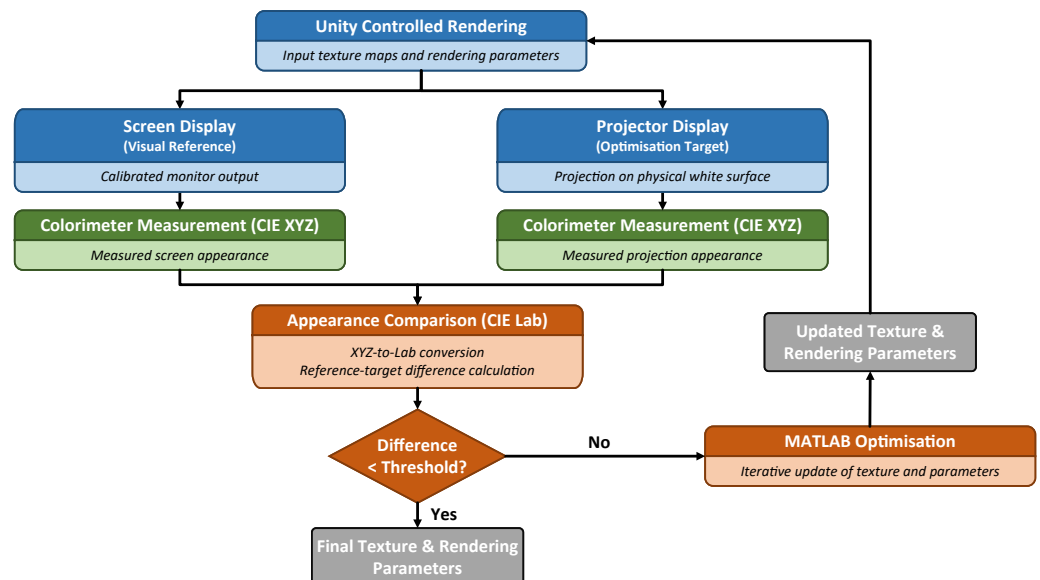 Unity Controlled Rendering
Input texture maps and rendering parameters
Screen Display
(Visual Reference)
Calibrated monitor output
Projector Display
(Optimisation Target)
Projection on physical white surface
Colorimeter Measurement (CIE XYZ)
Measured screen appearance
Colorimeter Measurement (CIE XYZ)
Measured projection appearance
Appearance Comparison (CIE Lab)
XYZ-to-Lab conversion
Reference-target difference calculation
Updated Texture &
Rendering Parameters
Difference
< Threshold?
No
MATLAB Optimisation
Iterative update of texture and parameters
Yes
Final Texture & Rendering
Parameters